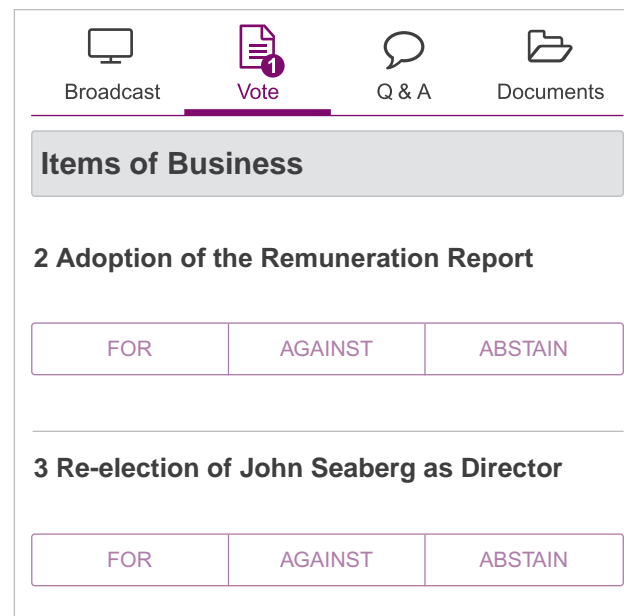 1
Broadcast Vote Q & A Documents
Items of Business
2 Adoption of the Remuneration Report
FOR AGAINST ABSTAIN
3 Re-election of John Seaberg as Director
FOR AGAINST ABSTAIN